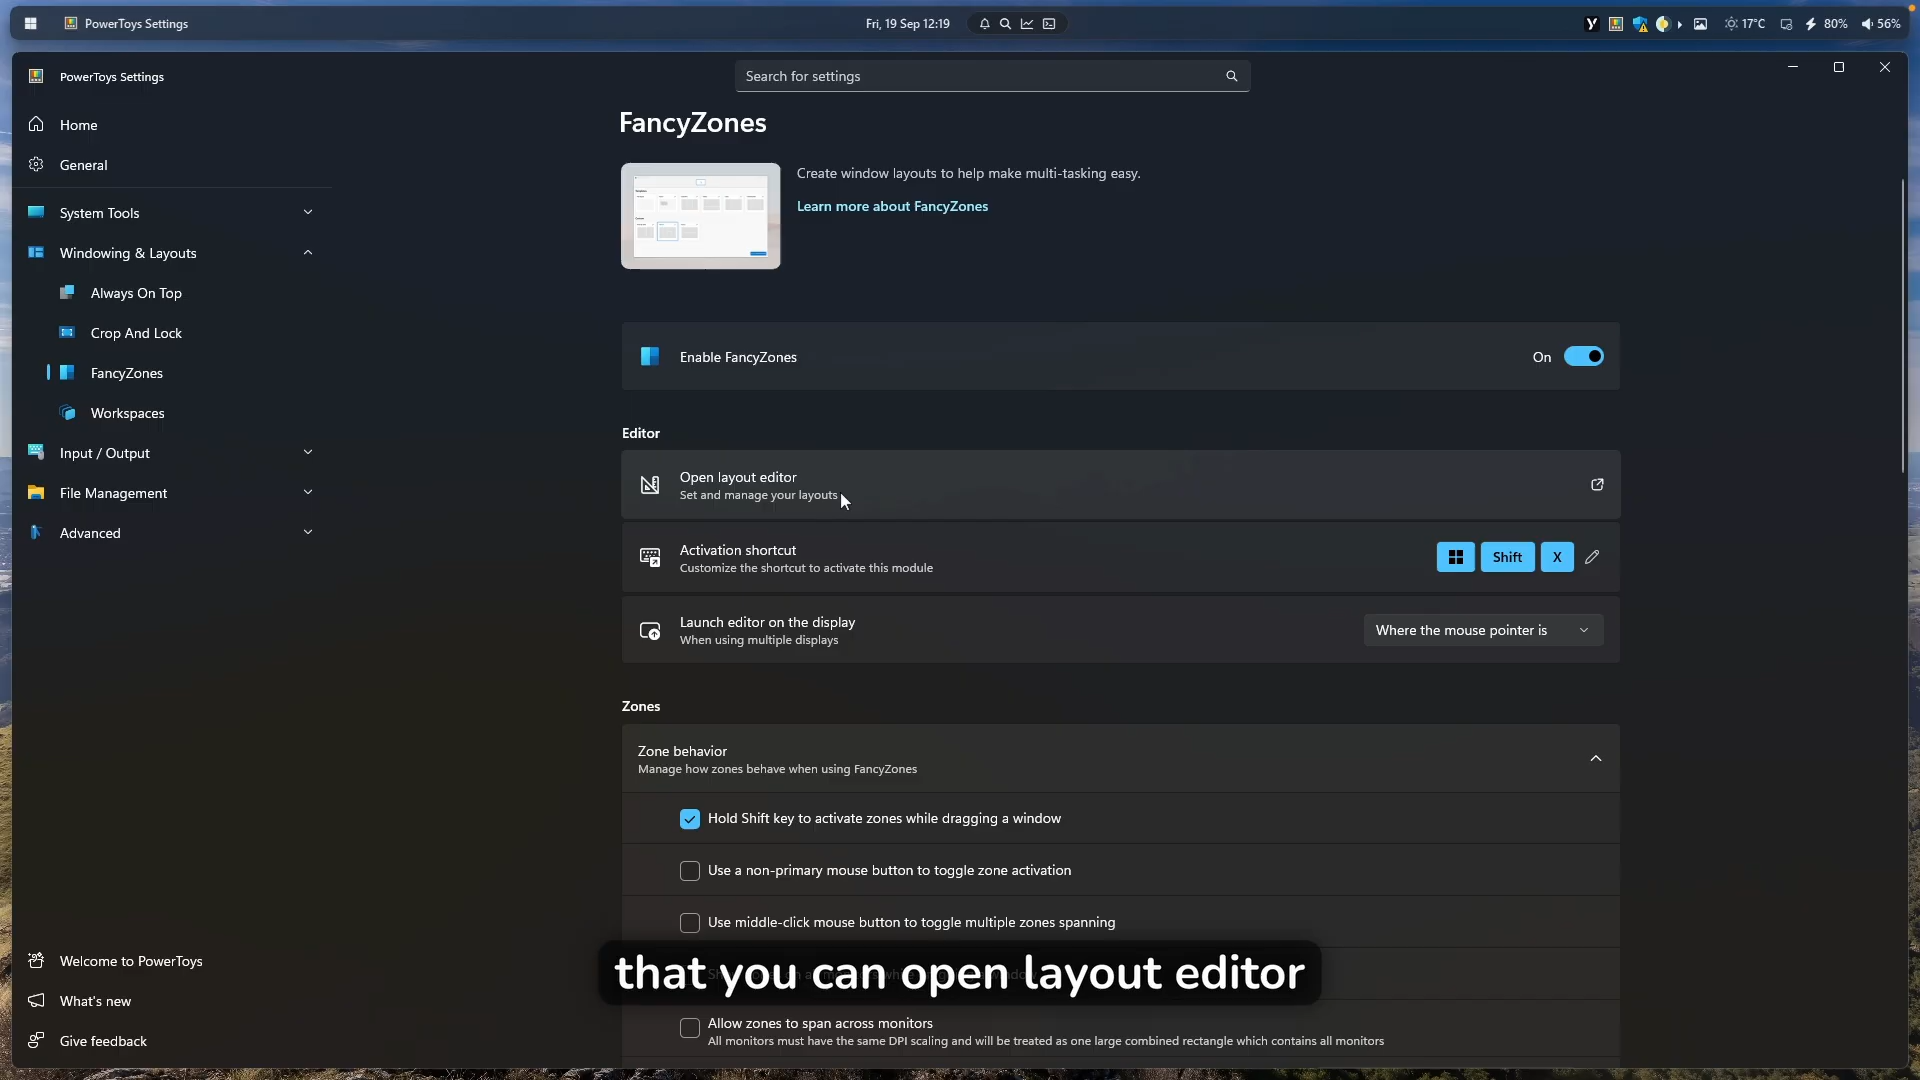 PowerToys Settings
Fri, 19 Sep 12:19
17°C
80%
56%
PowerToys Settings
Search for settings
Home
General
System Tools
Windowing & Layouts
Always On Top
Crop And Lock
FancyZones
Workspaces
Input / Output
File Management
Advanced
Welcome to PowerToys
What's new
Give feedback
FancyZones
Create window layouts to help make multi-tasking easy.
Learn more about FancyZones
Enable FancyZones
On
Editor
Open layout editor
Set and manage your layouts
Activation shortcut
Customize the shortcut to activate this module
Shift
X
Launch editor on the display
When using multiple displays
Where the mouse pointer is
Zones
Zone behavior
Manage how zones behave when using FancyZones
Hold Shift key to activate zones while dragging a window
Use a non-primary mouse button to toggle zone activation
Use middle-click mouse button to toggle multiple zones spanning
that you can open layout editor
Allow zones to span across monitors
All monitors must have the same DPI scaling and will be treated as one large combined rectangle which contains all monitors